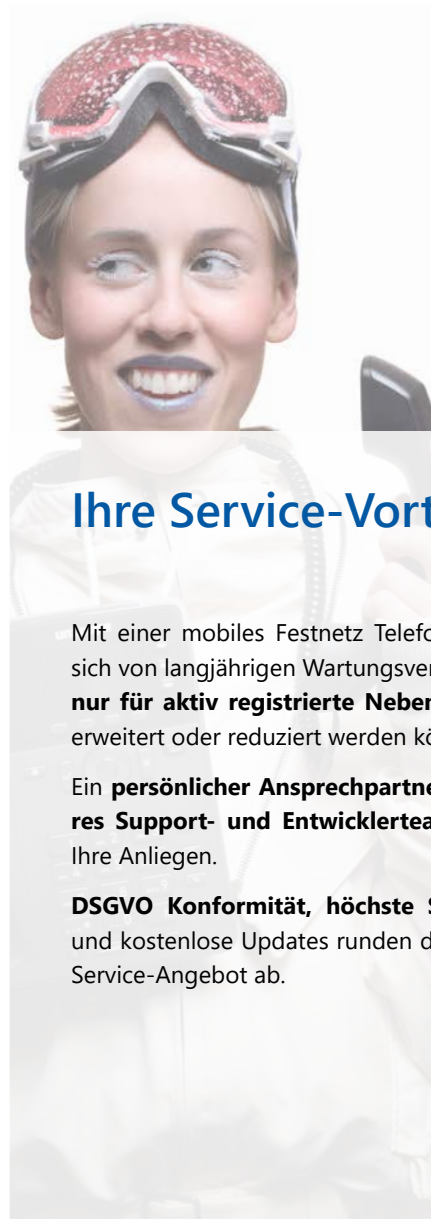 Ihre Service-Vort
Mit einer mobiles Festnetz Telefo
sich von langjährigen Wartungsver
nur für aktiv registrierte Neben
erweitert oder reduziert werden kö
Ein persönlicher Ansprechpartne
res Support- und Entwicklertea
Ihre Anliegen.
DSGVO Konformität, höchste S
und kostenlose Updates runden d
Service-Angebot ab.